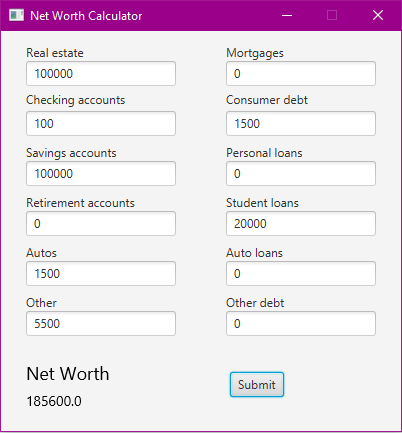 Net Worth Calculator
Real estate
100000
Checking accounts
100
Savings accounts
100000
Retirement accounts
0
Autos
1500
Other
5500
Mortgages
0
Consumer debt
1500
Personal loans
0
Student loans
20000
Auto loans
0
Other debt
0
Net Worth
185600.0
Submit